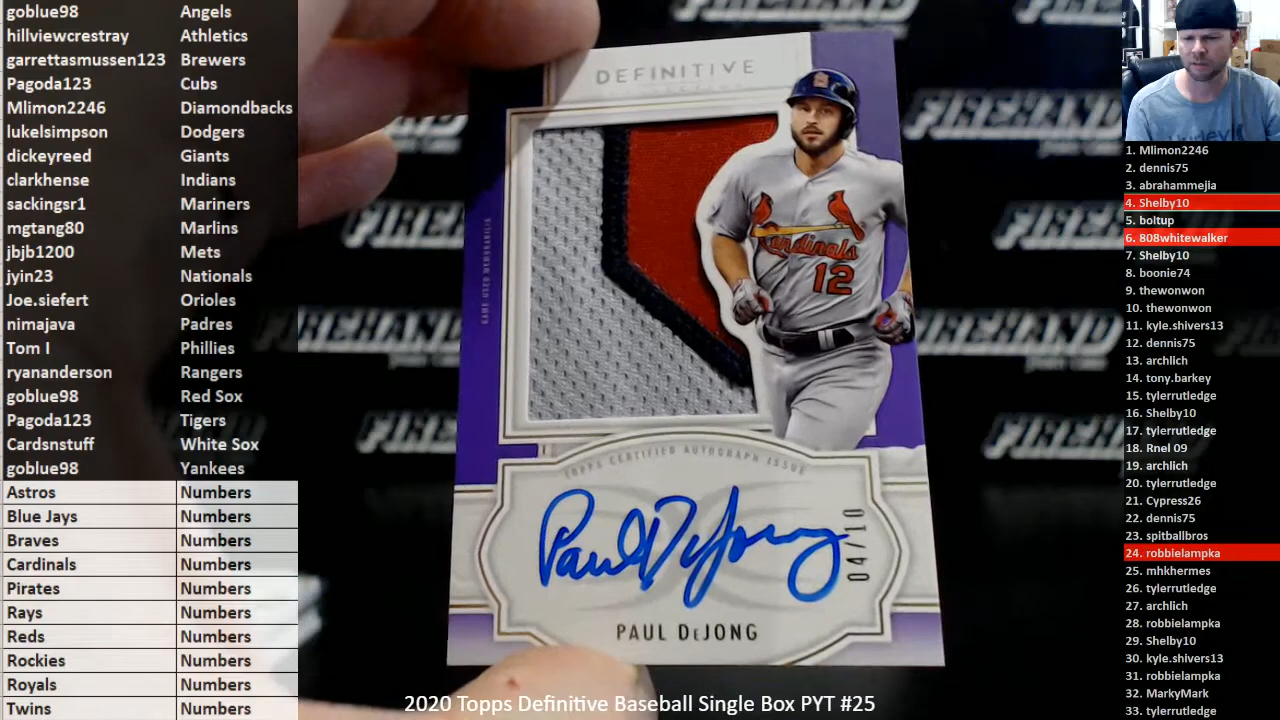 goblue98 Angels
hillviewcrestray Athletics
garrettasmussen123 Brewers
Pagoda123 Cubs
Mlimon2246 Diamondbacks
lukelsimpson Dodgers
dickeyreed Giants
clarkhense Indians
sackingsr1 Mariners
mgtang80 Marlins
jbjb1200 Mets
jyin23 Nationals
Joe.siefert Orioles
nimajava Padres
Tom I Phillies
ryananderson Rangers
goblue98 Red Sox
Pagoda123 Tigers
Cardsnstuff White Sox
goblue98 Yankees
Astros Numbers
Blue Jays Numbers
Braves Numbers
Cardinals Numbers
Pirates Numbers
Rays Numbers
Reds Numbers
Rockies Numbers
Royals Numbers
Twins Numbers
DEFINITIVE
GAME-USED MEMORABILIA
Cardinals
12
TOPPS CERTIFIED AUTOGRAPH ISSUE
Paul DeJong
04/10
PAUL DeJONG
FIREHAND
FIREHAND
FIREHAND
2020 Topps Definitive Baseball Single Box PYT #25
1. Mlimon2246
2. dennis75
3. abrahammejia
4. Shelby10
5. boltup
6. 808whitewalker
7. Shelby10
8. boonie74
9. thewonwon
10. thewonwon
11. kyle.shivers13
12. dennis75
13. archlich
14. tony.barkey
15. tylerrutledge
16. Shelby10
17. tylerrutledge
18. Rnel 09
19. archlich
20. tylerrutledge
21. Cypress26
22. dennis75
23. spitballbros
24. robbielampka
25. mhkhermes
26. tylerrutledge
27. archlich
28. robbielampka
29. Shelby10
30. kyle.shivers13
31. robbielampka
32. MarkyMark
33. tylerrutledge